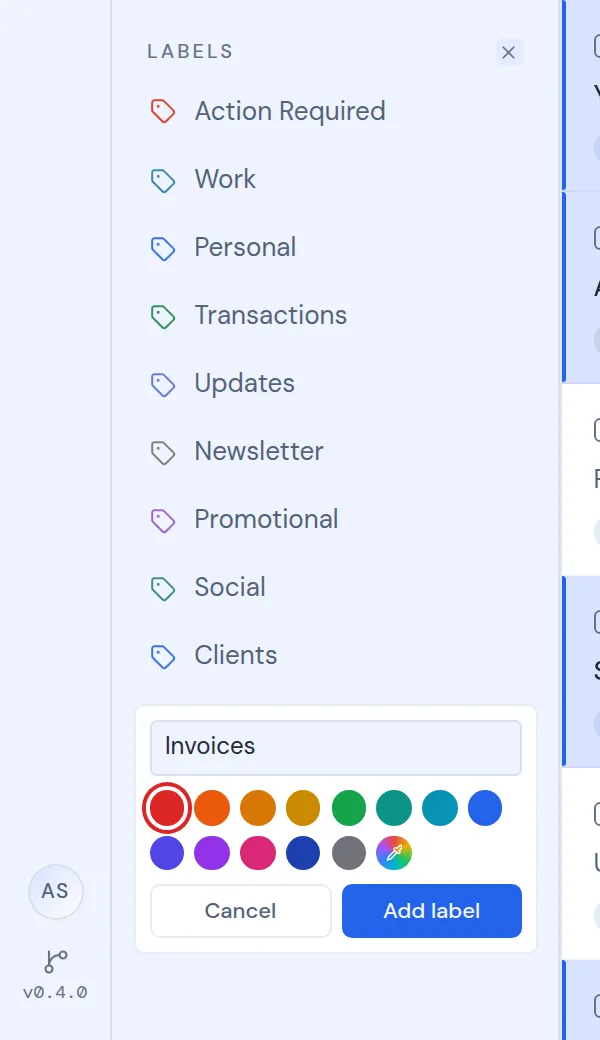 LABELS
Action Required
Work
Personal
Transactions
Updates
Newsletter
Promotional
Social
Clients
Invoices
Cancel
Add label
AS
v0.4.0